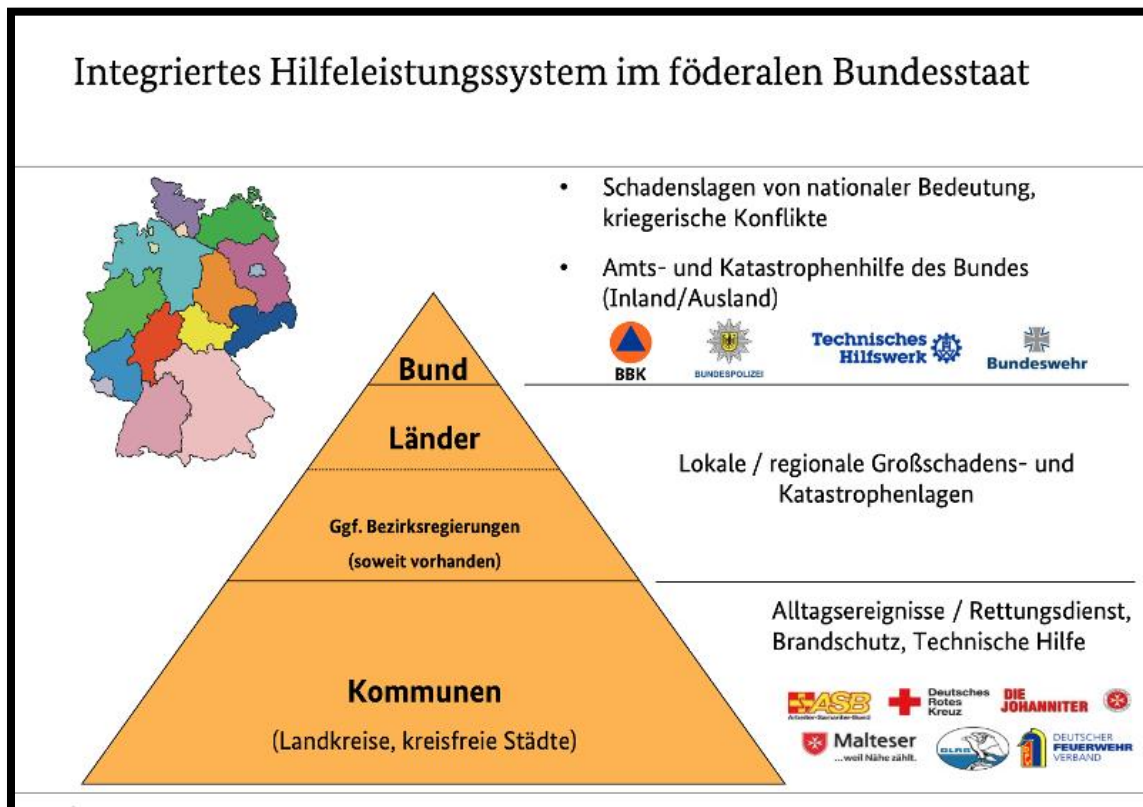 Integriertes Hilfeleistungssystem im föderalen Bundesstaat
• Schadenslagen von nationaler Bedeutung,
kriegerische Konflikte
• Amts- und Katastrophenhilfe des Bundes
(Inland/Ausland)
BBK
BUNDESPOLIZEI
Technisches
Hilfswerk
Bundeswehr
Bund
Länder
Lokale / regionale Großschadens- und
Katastrophenlagen
Ggf. Bezirksregierungen
(soweit vorhanden)
Alltagsereignisse / Rettungsdienst,
Brandschutz, Technische Hilfe
Kommunen
(Landkreise, kreisfreie Städte)
ASB
Arbeiter-Samariter-Bund
Deutsches
Rotes
Kreuz
DIE
JOHANNITER
Malteser
...weil Nähe zählt.
DLRG
DEUTSCHER
FEUERWEHR
VERBAND